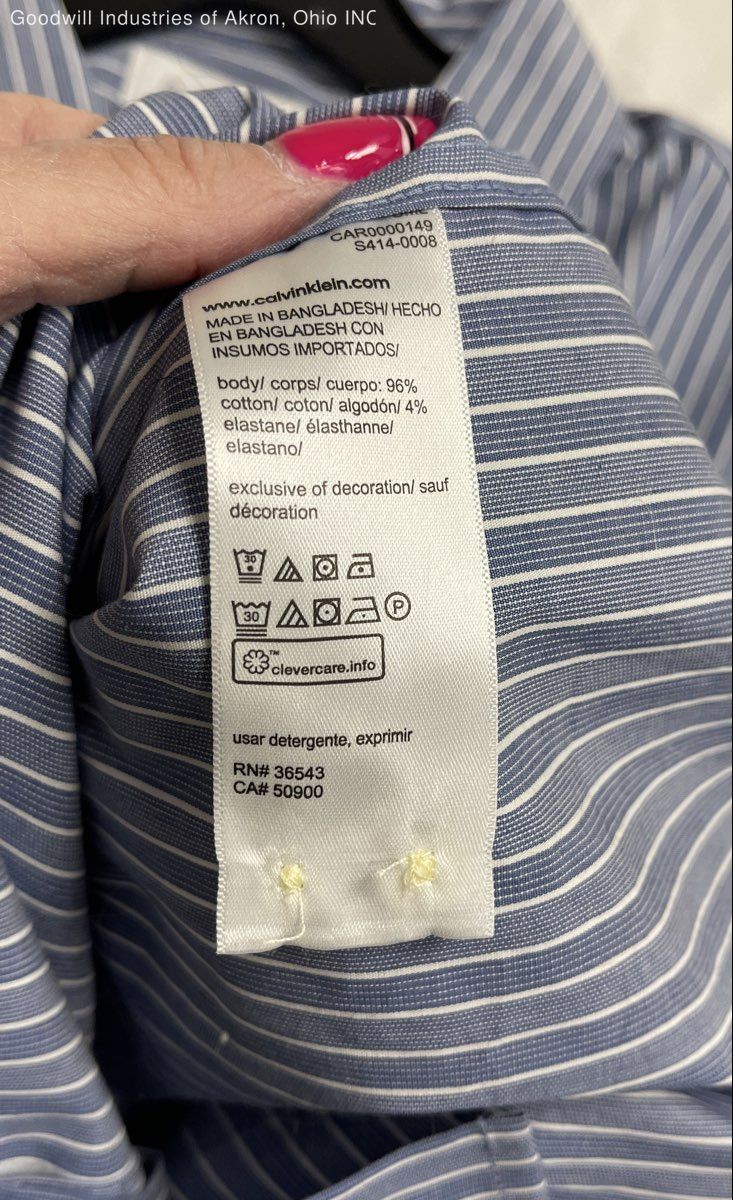 Goodwill Industries of Akron, Ohio INC
CAR0000149
S414-0008
www.calvinklein.com
MADE IN BANGLADESH/ HECHO
EN BANGLADESH CON
INSUMOS IMPORTADOS/
body/ corps/ cuerpo: 96%
cotton/ coton/ algodón/ 4%
elastane/ élasthanne/
elastano/
exclusive of decoration/ sauf
décoration
30
30 P
clevercare.info
TM
usar detergente, exprimir
RN# 36543
CA# 50900